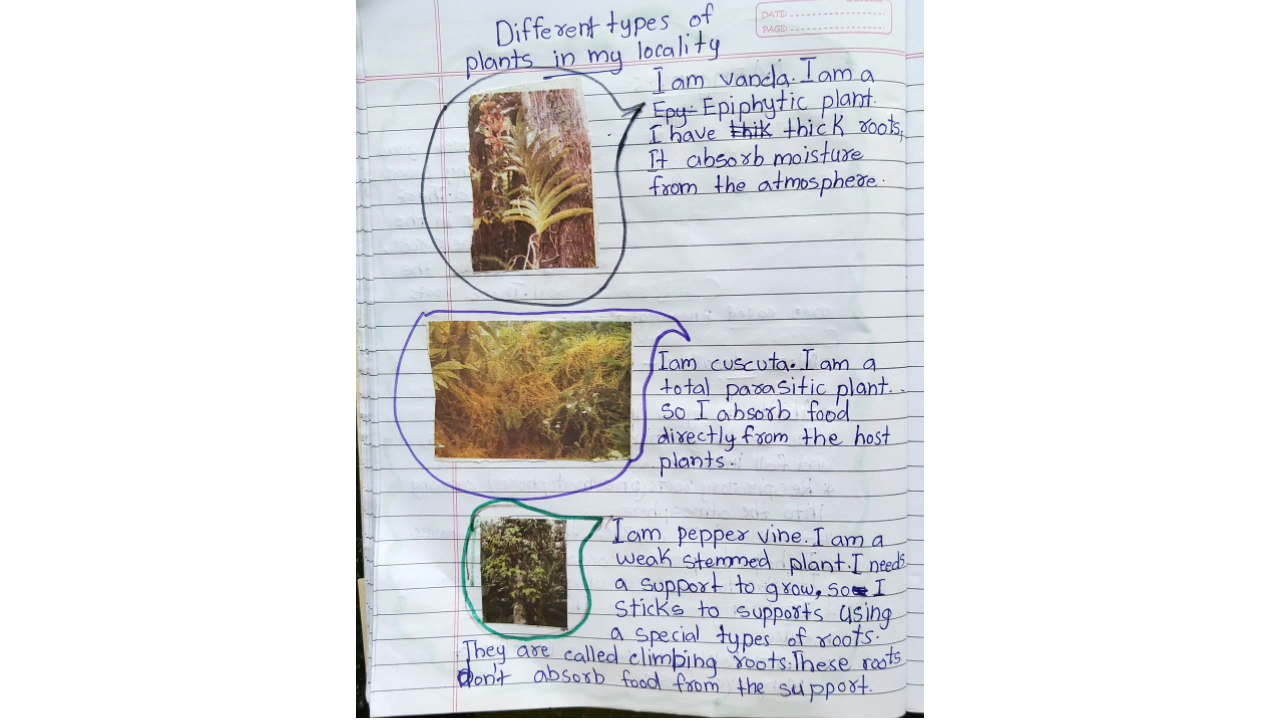 DATE
PAGE:
Different types of
plants in my locality
I am vanda. I am a
Epy- Epiphytic plant.
I have thik thick roots,
It absorb moisture
from the atmosphere.
I am cuscuta. I am a
total parasitic plant.
so I absorb food
directly from the host
plants.
I am pepper vine. I am a
weak stemmed plant. I needs
a support to grow, so I
sticks to supports using
a special types of roots.
They are called climbing roots. These roots
don't absorb food from the support.